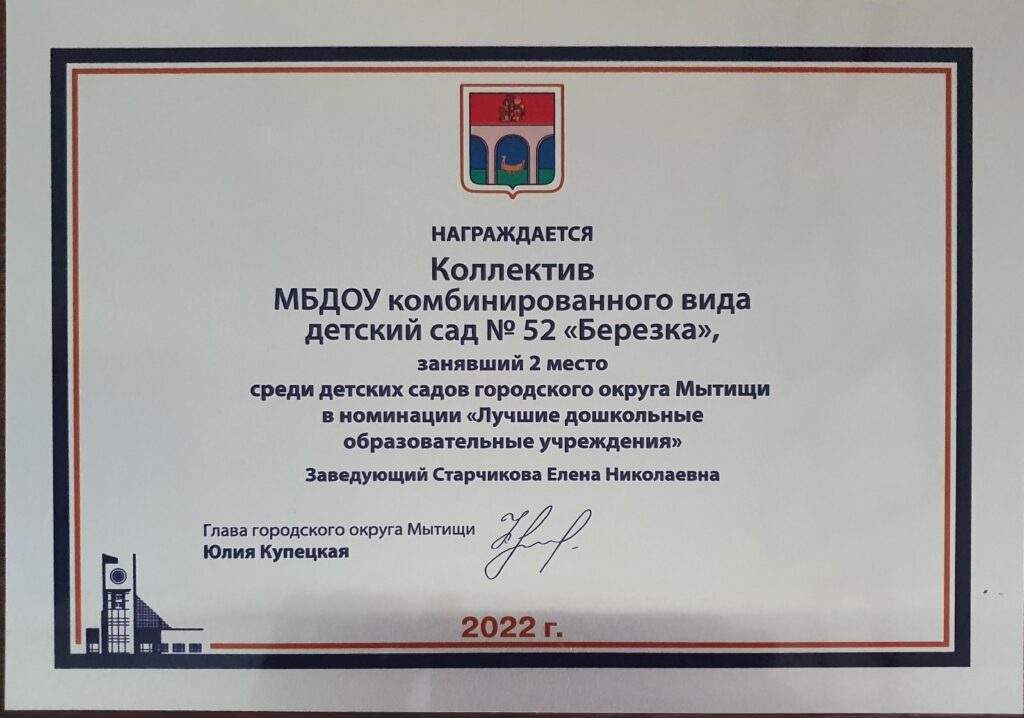 НАГРАЖДАЕТСЯ
Коллектив
МБДОУ комбинированного вида
детский сад № 52 «Березка»,
занявший 2 место
среди детских садов городского округа Мытищи
в номинации «Лучшие дошкольные
образовательные учреждения»
Заведующий Старчикова Елена Николаевна
Глава городского округа Мытищи
Юлия Купецкая
2022 г.